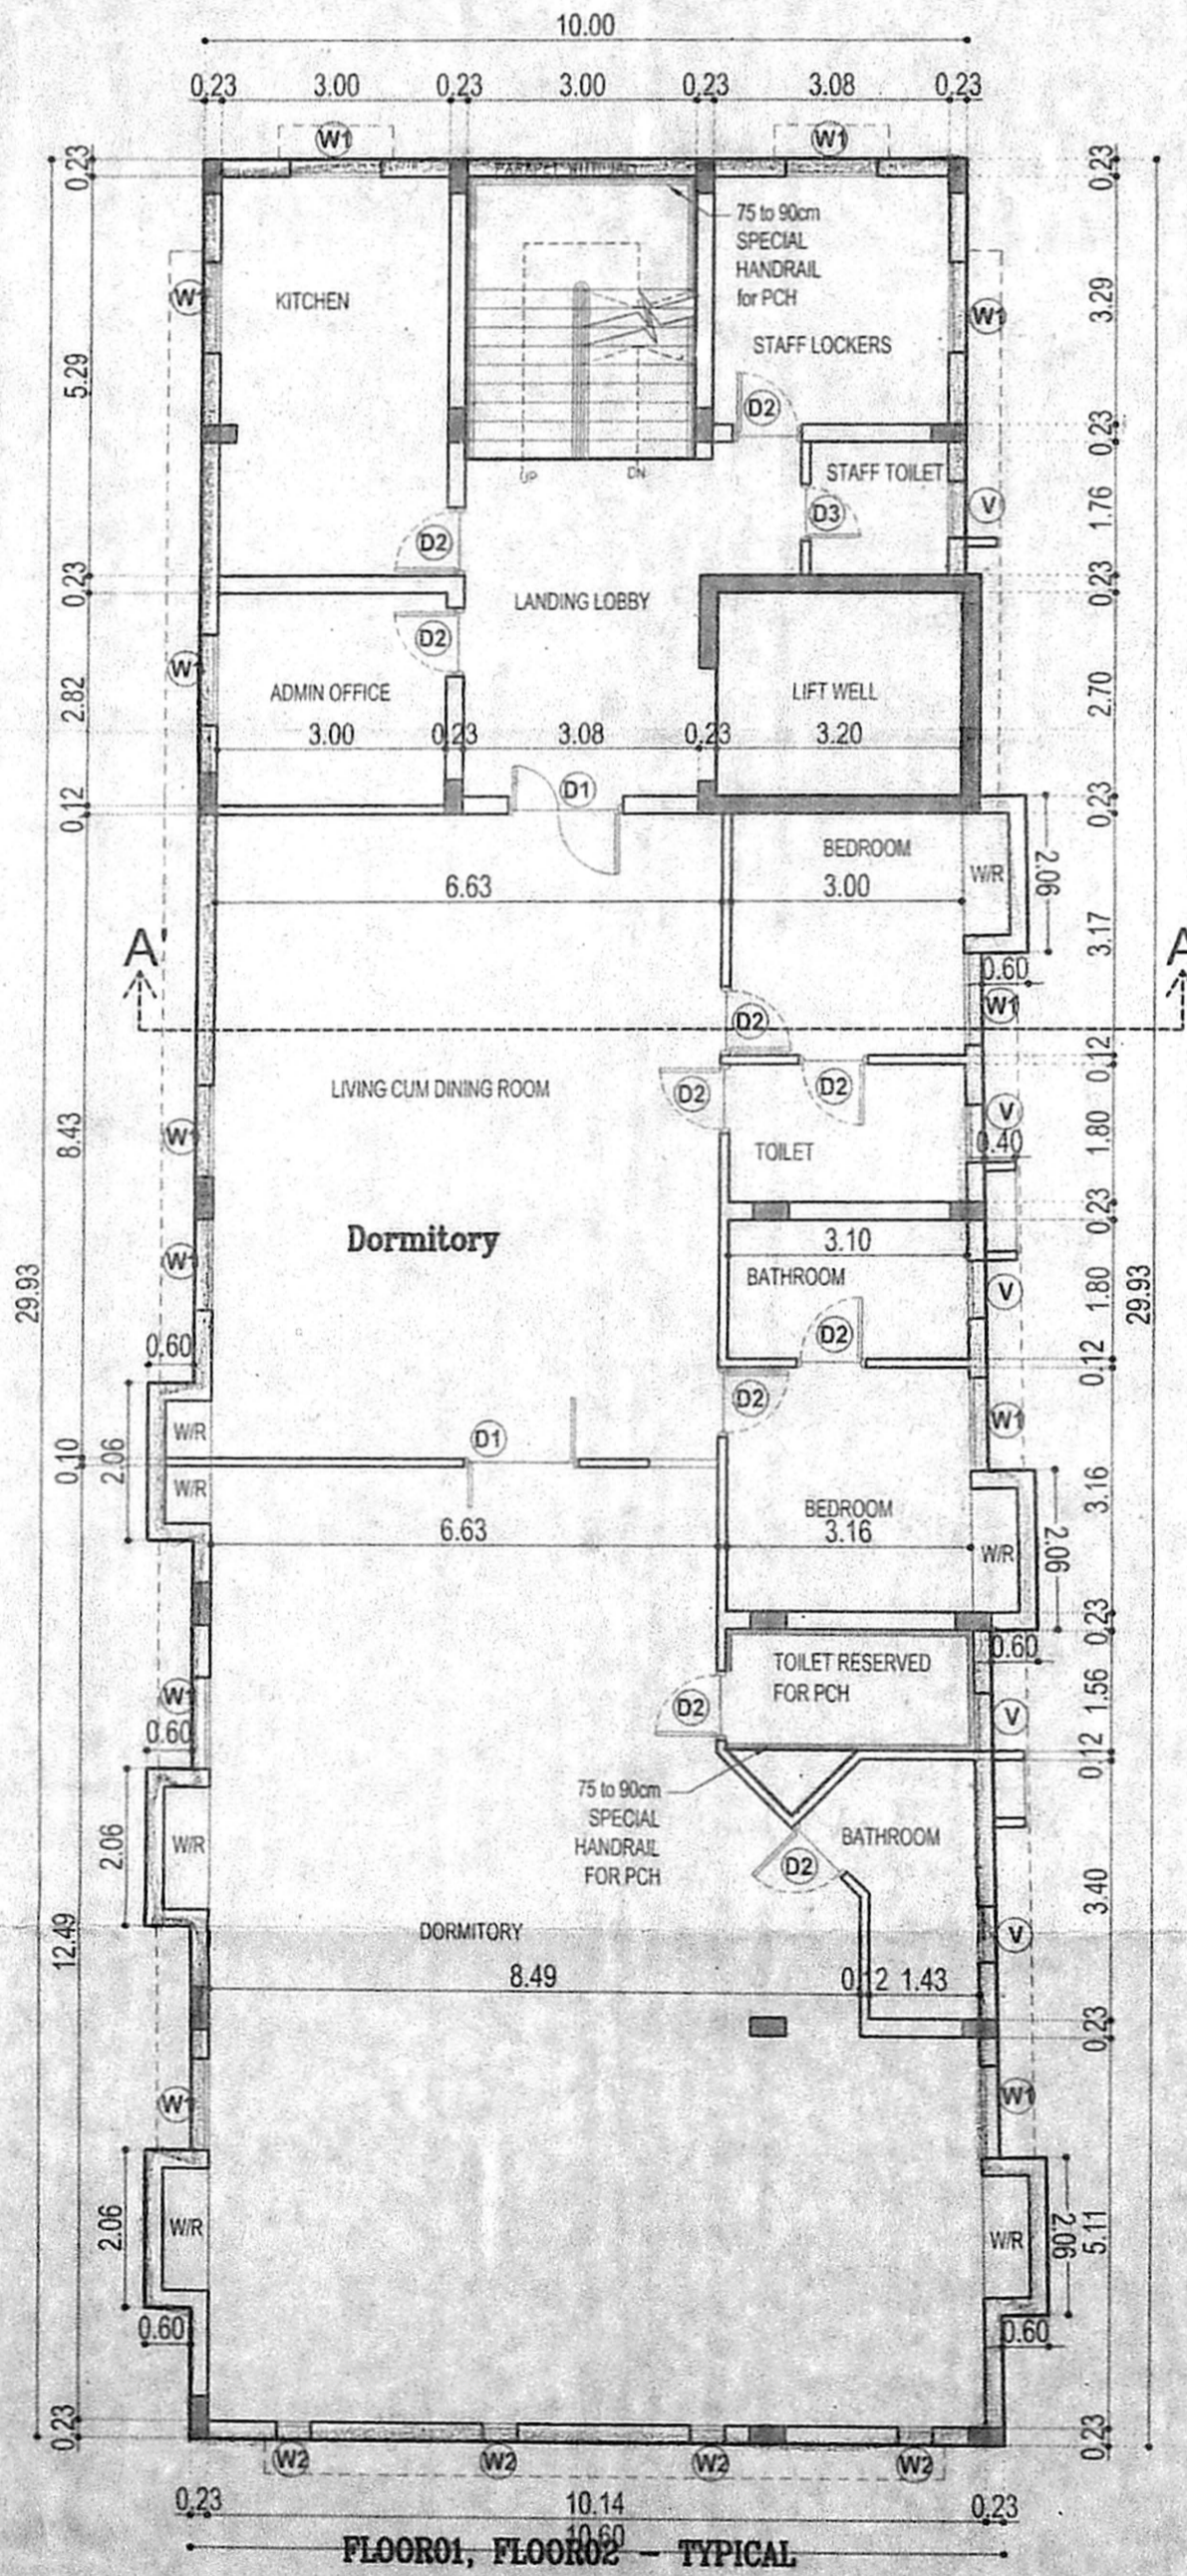 10.00
0.23 3.00 0.23 3.00 0.23 3.08 0.23
W1 W1
0.23
0.23
75 to 90cm
SPECIAL
HANDRAIL
for PCH
W1
KITCHEN
3.29
W1
STAFF LOCKERS
5.29
D2
0.23
STAFF TOILET
UP DN
V
1.76
D3
D2
0.23
0.23
LANDING LOBBY
D2
W1
ADMIN OFFICE
LIFT WELL
2.70
2.82
3.00 0.23 3.08 0.23 3.20
D1
0.12
0.23
BEDROOM
W/R
2.06
6.63
3.00
3.17
A'
A
0.60
W1
D2
0.12
LIVING CUM DINING ROOM
D2
D2
V
W1
8.43
1.80
0.40
TOILET
0.23
Dormitory
3.10
W1
BATHROOM
V
1.80
29.93
29.93
0.60
D2
0.12
D2
W1
W/R
D1
0.10
2.06
W/R
3.16
BEDROOM
6.63
3.16
W/R
2.06
0.23
0.60
TOILET RESERVED
FOR PCH
W1
D2
V
1.56
0.60
0.12
75 to 90cm
SPECIAL
HANDRAIL
FOR PCH
W/R
2.06
BATHROOM
D2
3.40
DORMITORY
V
12.49
8.49 0.12 1.43
0.23
W1
W1
W/R
2.06
W/R
2.06
5.11
0.60
0.60
0.23
0.23
W2 W2 W2 W2
0.23 10.14 0.23
10.60
FLOOR01, FLOOR02 - TYPICAL